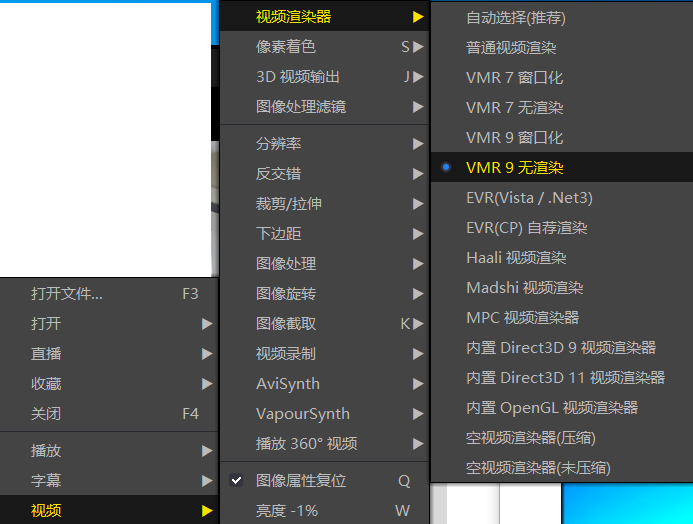 打开文件... F3
打开
直播
收藏
关闭 F4
播放
字幕
视频
视频渲染器
像素着色 S
3D 视频输出 J
图像处理滤镜
分辨率
反交错
裁剪/拉伸
下边距
图像处理
图像旋转
图像截取 K
视频录制
AviSynth
VapourSynth
播放 360° 视频
图像属性复位 Q
亮度 -1% W
自动选择(推荐)
普通视频渲染
VMR 7 窗口化
VMR 7 无渲染
VMR 9 窗口化
VMR 9 无渲染
EVR(Vista / .Net3)
EVR(CP) 自荐渲染
Haali 视频渲染
Madshi 视频渲染
MPC 视频渲染器
内置 Direct3D 9 视频渲染器
内置 Direct3D 11 视频渲染器
内置 OpenGL 视频渲染器
空视频渲染器(压缩)
空视频渲染器(未压缩)